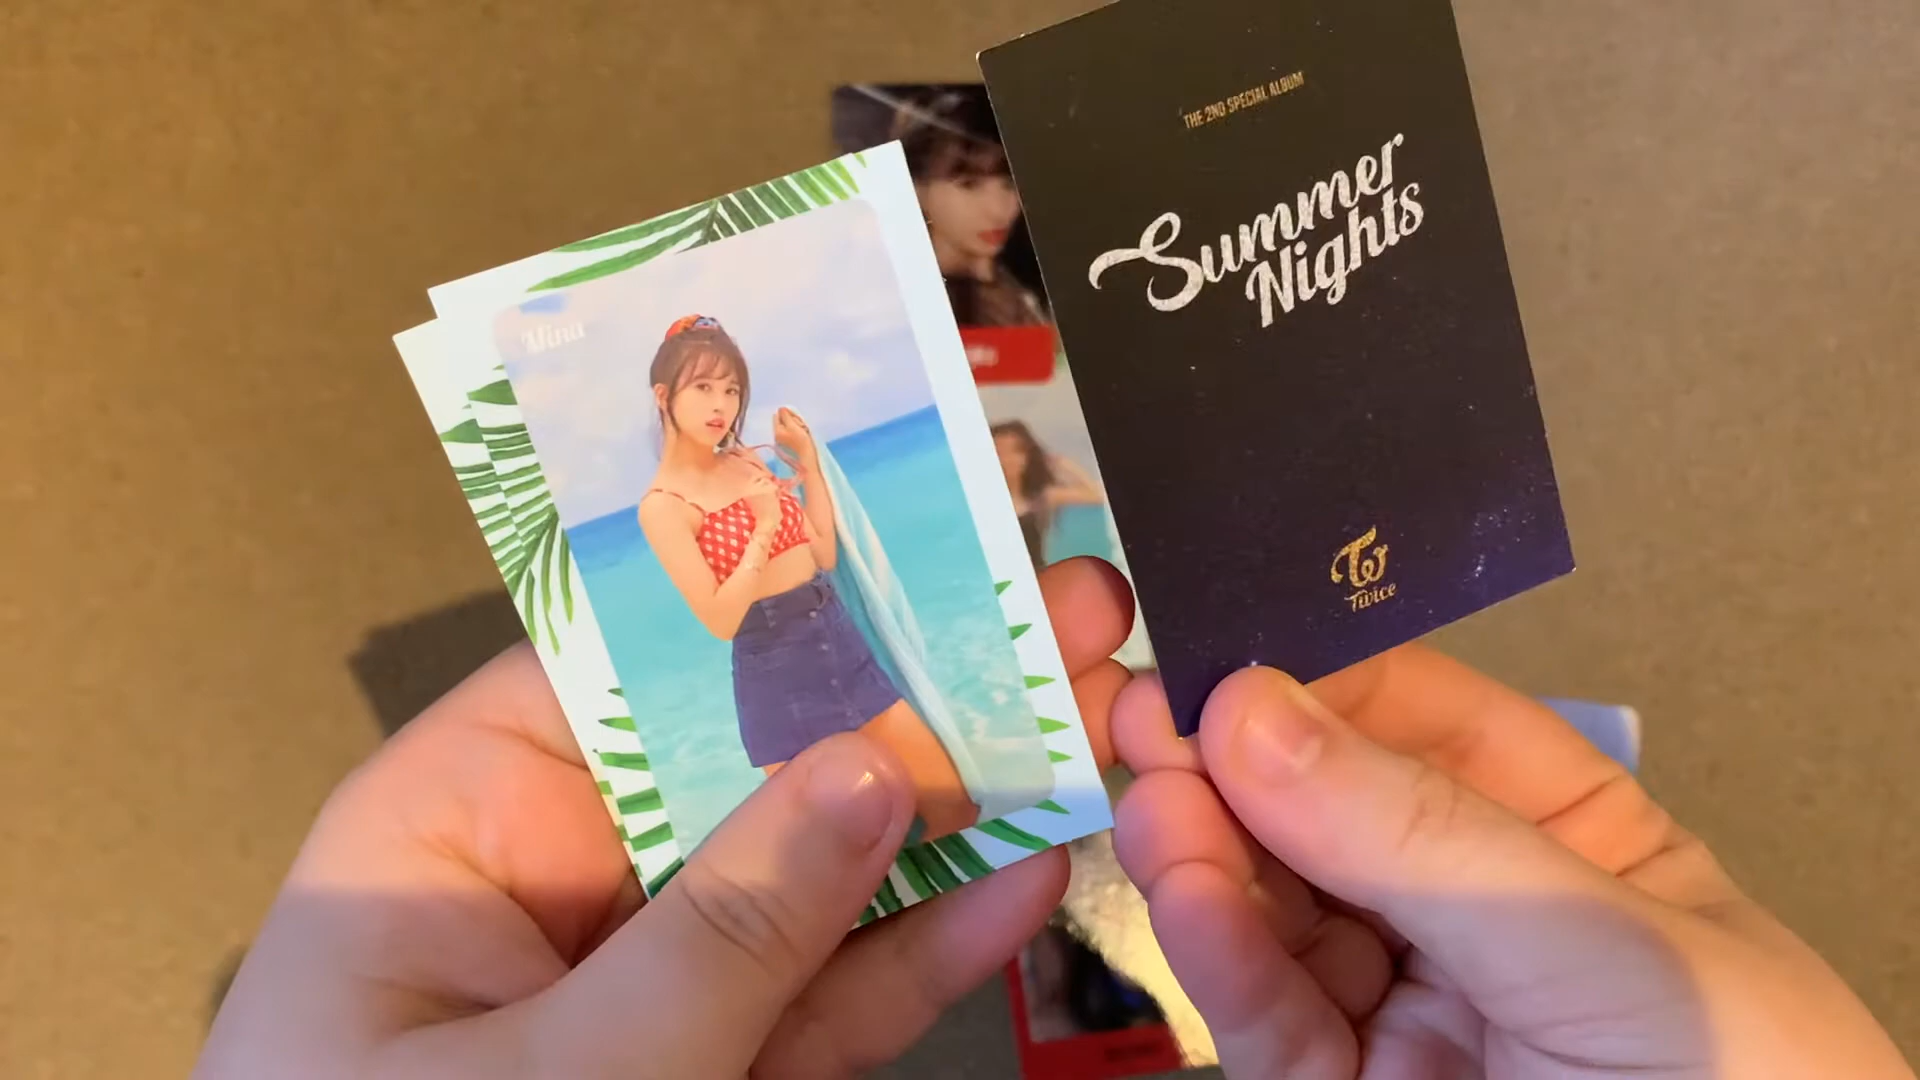 Mina
THE 2ND SPECIAL ALBUM
Summer
Nights
Twice